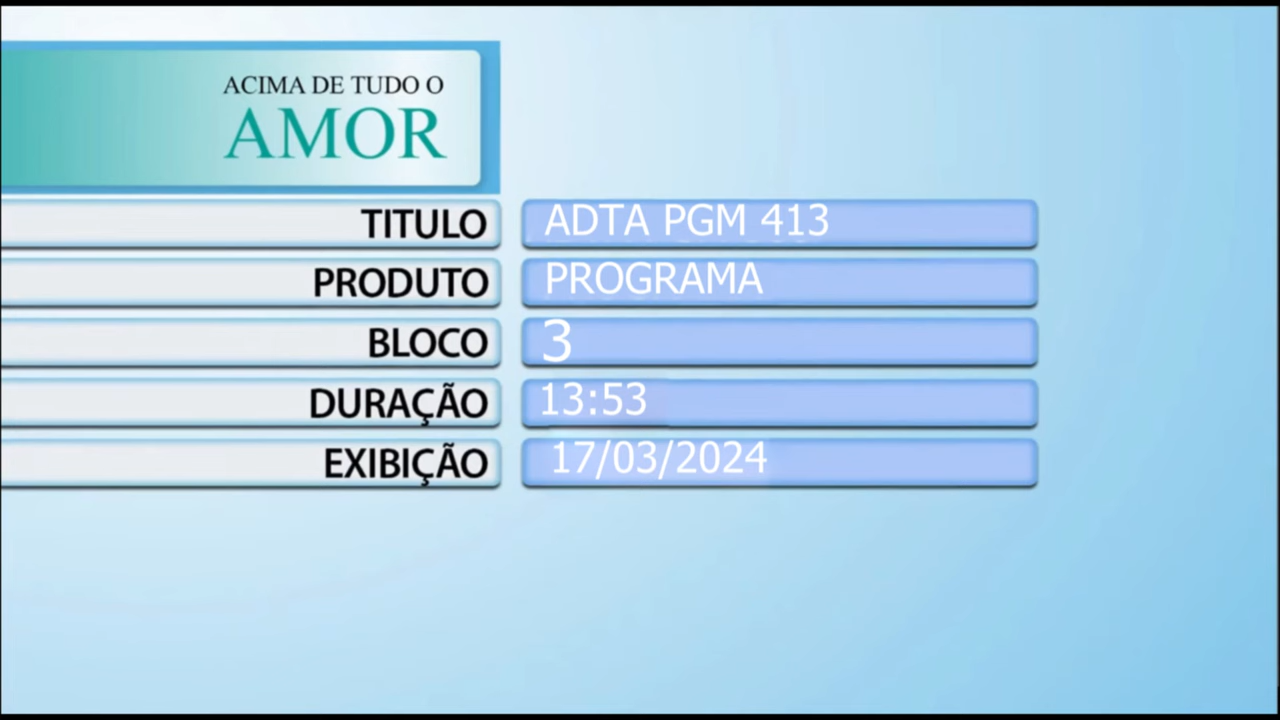 ACIMA DE TUDO O
AMOR
TITULO ADTA PGM 413
PRODUTO PROGRAMA
BLOCO 3
DURAÇÃO 13:53
EXIBIÇÃO 17/03/2024